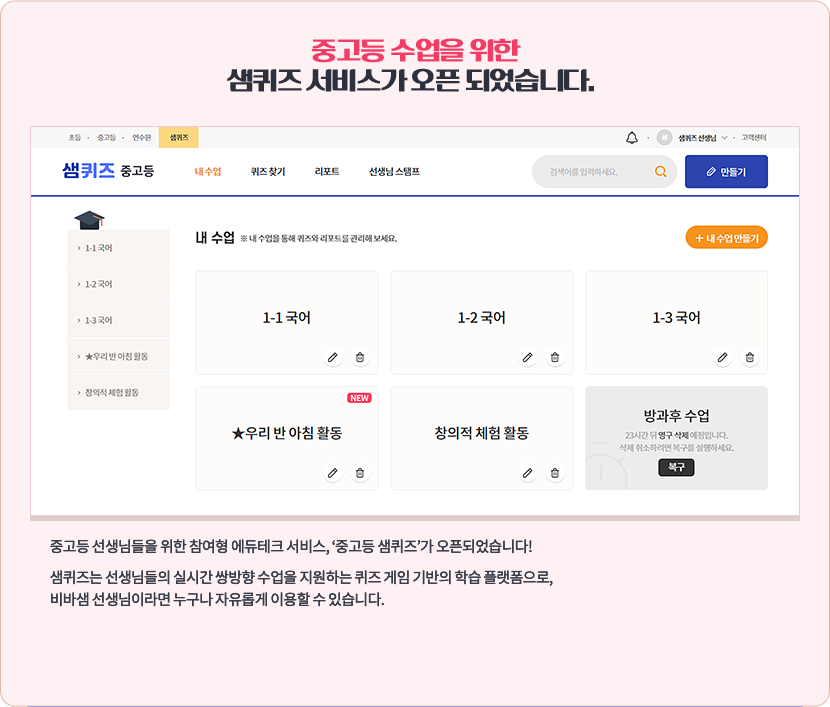 중고등 수업을 위한
샘퀴즈 서비스가 오픈 되었습니다.
초등 · 중고등 · 연수원 샘퀴즈 · 샘 샘퀴즈 선생님 · 고객센터
샘퀴즈 중고등 내 수업 퀴즈 찾기 리포트 선생님 스탬프 검색어를 입력하세요. 만들기
내 수업 ※ 내 수업을 통해 퀴즈와 리포트를 관리해 보세요. + 내 수업 만들기
› 1-1 국어
› 1-2 국어
› 1-3 국어
› ★우리 반 아침 활동
› 창의적 체험 활동
1-1 국어 1-2 국어 1-3 국어
NEW
★우리 반 아침 활동 창의적 체험 활동
방과후 수업
23시간 뒤 영구 삭제 예정입니다.
삭제 취소하려면 복구를 실행하세요.
복구
중고등 선생님들을 위한 참여형 에듀테크 서비스, ‘중고등 샘퀴즈’가 오픈되었습니다!
샘퀴즈는 선생님들의 실시간 쌍방향 수업을 지원하는 퀴즈 게임 기반의 학습 플랫폼으로,
비바샘 선생님이라면 누구나 자유롭게 이용할 수 있습니다.